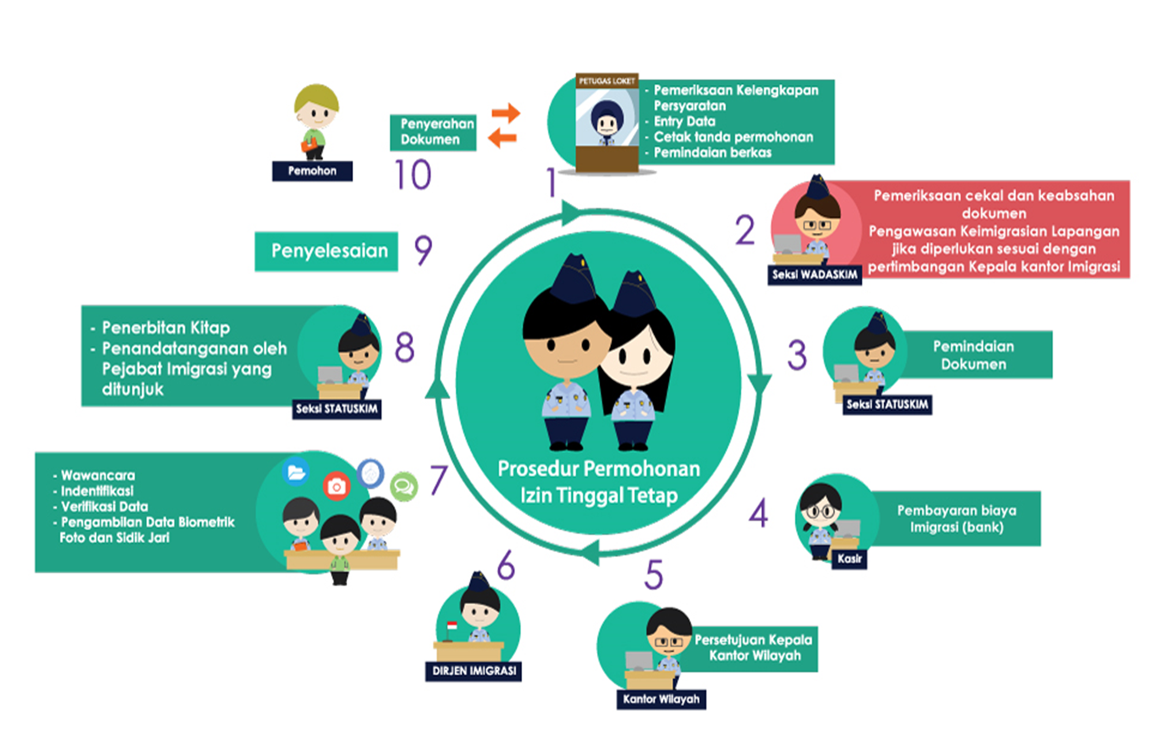 PETUGAS LOKET
- Pemeriksaan Kelengkapan
Persyaratan
- Entry Data
- Cetak tanda permohonan
- Pemindaian berkas
1
Pemeriksaan cekal dan keabsahan
dokumen
Pengawasan Keimigrasian Lapangan
jika diperlukan sesuai dengan
pertimbangan Kepala kantor Imigrasi
Seksi WADASKIM
2
Pemindaian
Dokumen
Seksi STATUSKIM
3
Pembayaran biaya
Imigrasi (bank)
Kasir
4
Persetujuan Kepala
Kantor Wilayah
Kantor Wilayah
5
6
DIRJEN IMIGRASI
7
- Wawancara
- Indentifikasi
- Verifikasi Data
- Pengambilan Data Biometrik
Foto dan Sidik Jari
8
- Penerbitan Kitap
- Penandatanganan oleh
Pejabat Imigrasi yang
ditunjuk
Seksi STATUSKIM
Penyelesaian
9
Penyerahan
Dokumen
10
Pemohon
Prosedur Permohonan
Izin Tinggal Tetap